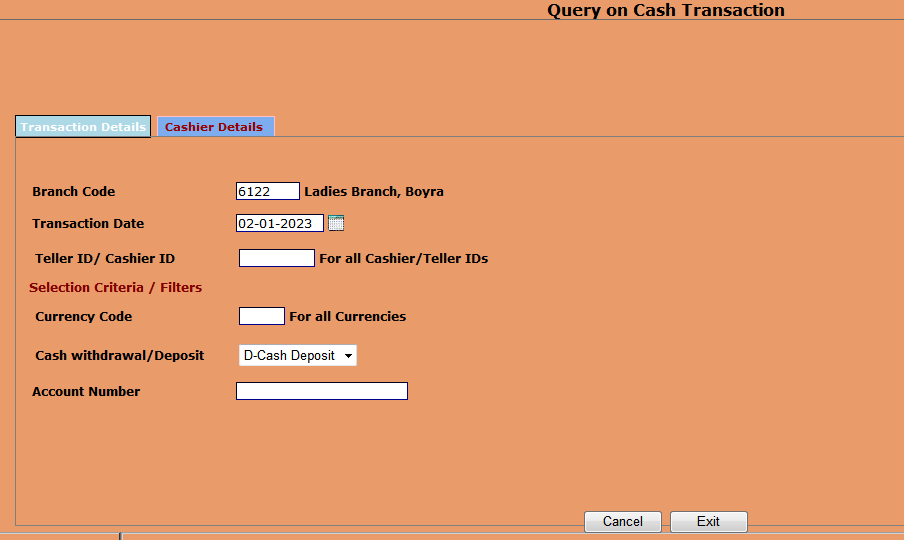 Query on Cash Transaction
Transaction Details Cashier Details
Branch Code 6122 Ladies Branch, Boyra
Transaction Date 02-01-2023
Teller ID/ Cashier ID For all Cashier/Teller IDs
Selection Criteria / Filters
Currency Code For all Currencies
Cash withdrawal/Deposit D-Cash Deposit
Account Number
Cancel Exit